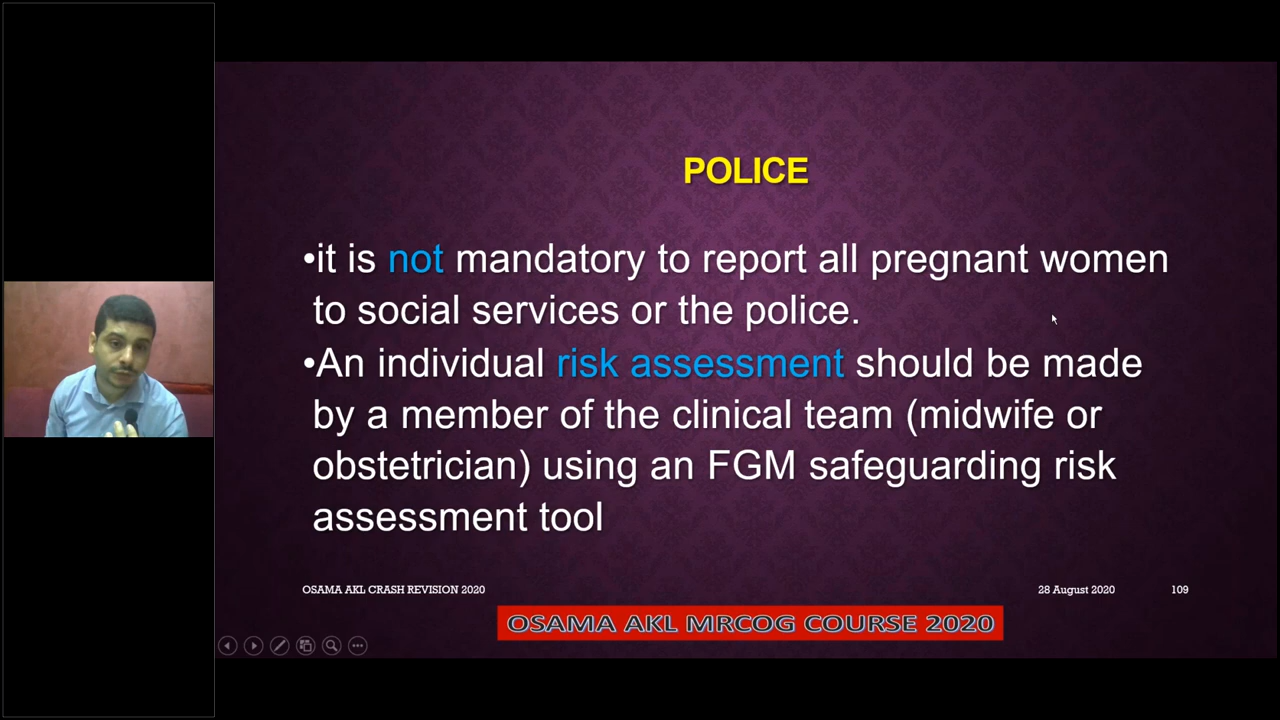 POLICE
•it is not mandatory to report all pregnant women
to social services or the police.
•An individual risk assessment should be made
by a member of the clinical team (midwife or
obstetrician) using an FGM safeguarding risk
assessment tool
OSAMA AKL CRASH REVISION 2020
28 August 2020
109
OSAMA AKL MRCOG COURSE 2020